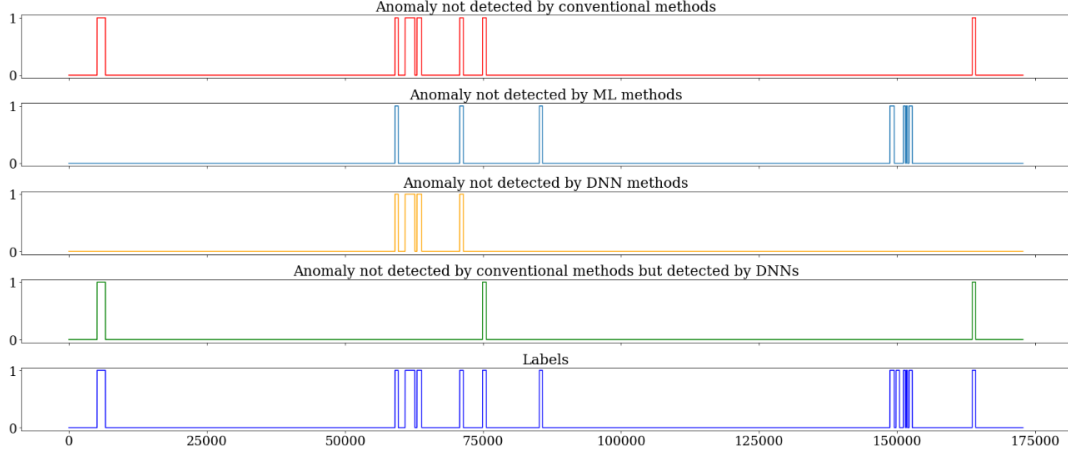 Anomaly not detected by conventional methods
1
0
Anomaly not detected by ML methods
1
0
Anomaly not detected by DNN methods
1
0
Anomaly not detected by conventional methods but detected by DNNs
1
0
Labels
1
0
0 25000 50000 75000 100000 125000 150000 175000